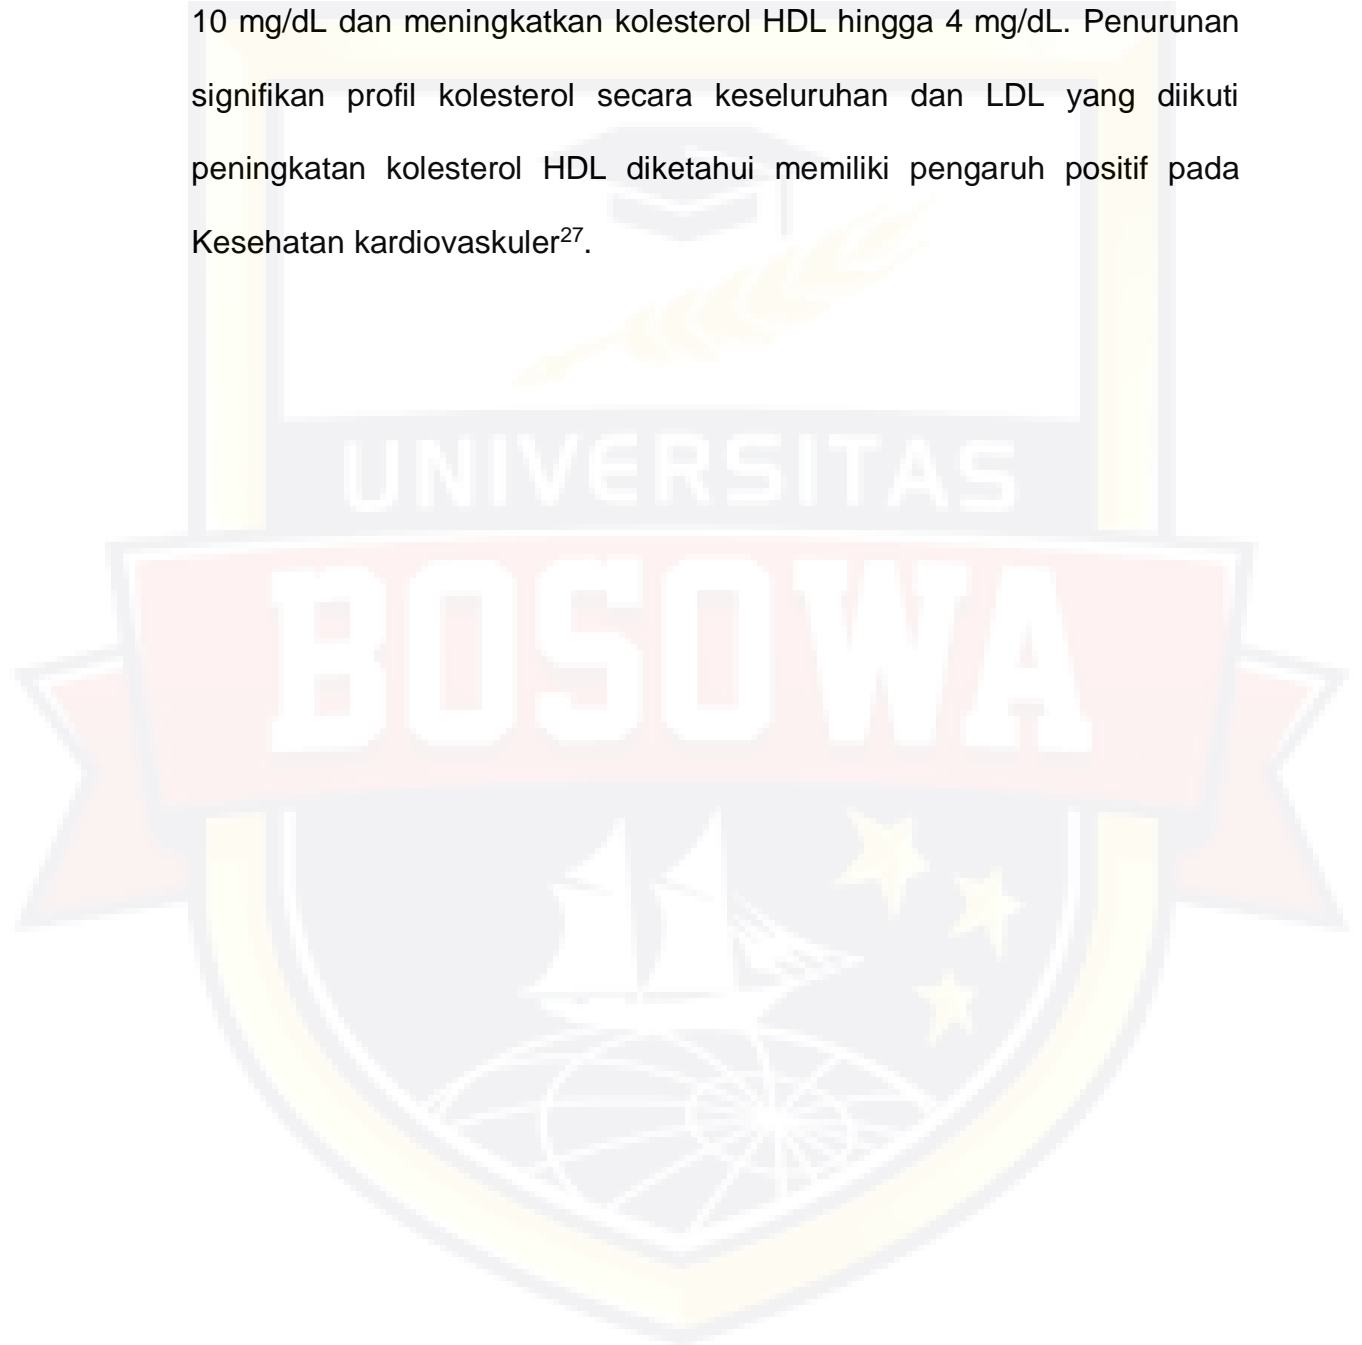 10 mg/dL dan meningkatkan kolesterol HDL hingga 4 mg/dL. Penurunan
signifikan profil kolesterol secara keseluruhan dan LDL yang diikuti
peningkatan kolesterol HDL diketahui memiliki pengaruh positif pada
Kesehatan kardiovaskuler²⁷.
UNIVERSITAS
BOSOWA